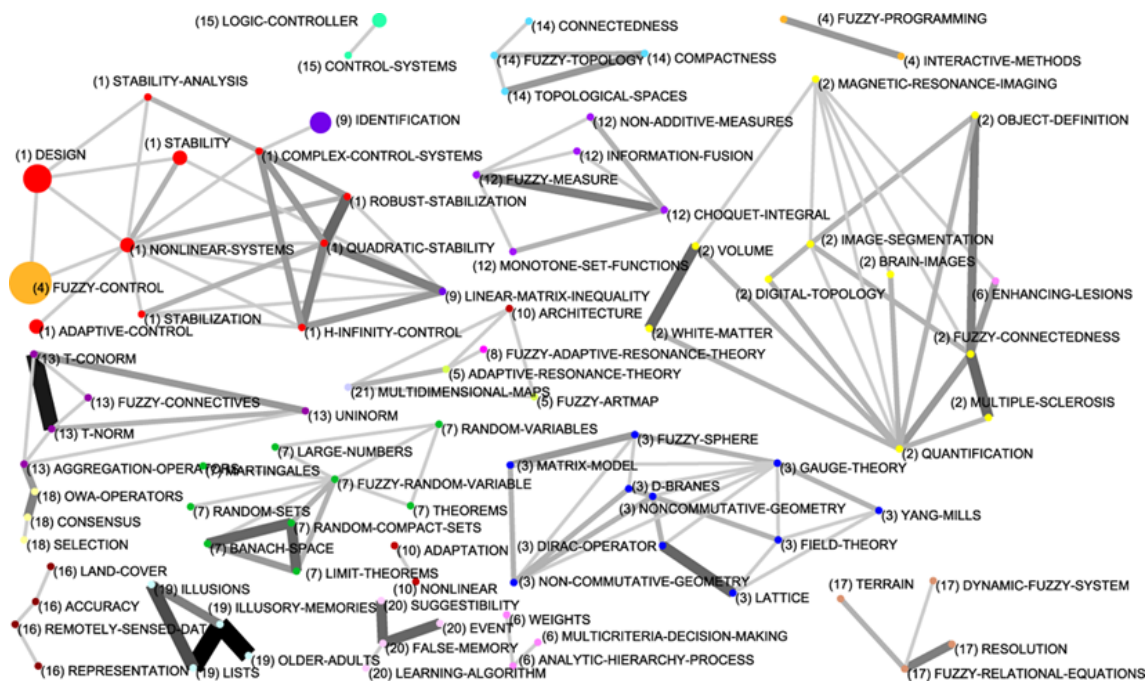 (15) LOGIC-CONTROLLER
(14) CONNECTEDNESS
(4) FUZZY-PROGRAMMING
(15) CONTROL-SYSTEMS
(14) FUZZY-TOPOLOGY
(14) COMPACTNESS
(4) INTERACTIVE-METHODS
(1) STABILITY-ANALYSIS
(14) TOPOLOGICAL-SPACES
(2) MAGNETIC-RESONANCE-IMAGING
(9) IDENTIFICATION
(12) NON-ADDITIVE-MEASURES
(2) OBJECT-DEFINITION
(1) STABILITY
(1) DESIGN
(1) COMPLEX-CONTROL-SYSTEMS
(12) INFORMATION-FUSION
(12) FUZZY-MEASURE
(1) ROBUST-STABILIZATION
(12) CHOQUET-INTEGRAL
(1) NONLINEAR-SYSTEMS
(1) QUADRATIC-STABILITY
(12) MONOTONE-SET-FUNCTIONS
(2) VOLUME
(2) IMAGE-SEGMENTATION
(2) BRAIN-IMAGES
(4) FUZZY-CONTROL
(9) LINEAR-MATRIX-INEQUALITY
(2) DIGITAL-TOPOLOGY
(6) ENHANCING-LESIONS
(1) STABILIZATION
(10) ARCHITECTURE
(1) ADAPTIVE-CONTROL
(1) H-INFINITY-CONTROL
(2) WHITE-MATTER
(2) FUZZY-CONNECTEDNESS
(13) T-CONORM
(8) FUZZY-ADAPTIVE-RESONANCE-THEORY
(5) ADAPTIVE-RESONANCE-THEORY
(21) MULTIDIMENSIONAL-MAPS
(13) FUZZY-CONNECTIVES
(5) FUZZY-ARTMAP
(2) MULTIPLE-SCLEROSIS
(13) UNINORM
(13) T-NORM
(7) RANDOM-VARIABLES
(7) LARGE-NUMBERS
(3) FUZZY-SPHERE
(2) QUANTIFICATION
(13) AGGREGATION-OPERATORS
(7) MARTINGALES
(3) MATRIX-MODEL
(3) GAUGE-THEORY
(7) FUZZY-RANDOM-VARIABLE
(3) D-BRANES
(18) OWA-OPERATORS
(7) RANDOM-SETS
(7) THEOREMS
(3) NONCOMMUTATIVE-GEOMETRY
(3) YANG-MILLS
(18) CONSENSUS
(7) RANDOM-COMPACT-SETS
(18) SELECTION
(7) BANACH-SPACE
(10) ADAPTATION
(3) DIRAC-OPERATOR
(3) FIELD-THEORY
(16) LAND-COVER
(7) LIMIT-THEOREMS
(19) ILLUSIONS
(10) NONLINEAR
(3) NON-COMMUTATIVE-GEOMETRY
(3) LATTICE
(17) TERRAIN
(17) DYNAMIC-FUZZY-SYSTEM
(16) ACCURACY
(19) ILLUSORY-MEMORIES
(20) SUGGESTIBILITY
(6) WEIGHTS
(16) REMOTELY-SENSED-DATA
(20) EVENT
(6) MULTICRITERIA-DECISION-MAKING
(20) FALSE-MEMORY
(17) RESOLUTION
(19) OLDER-ADULTS
(6) ANALYTIC-HIERARCHY-PROCESS
(16) REPRESENTATION
(19) LISTS
(20) LEARNING-ALGORITHM
(17) FUZZY-RELATIONAL-EQUATIONS